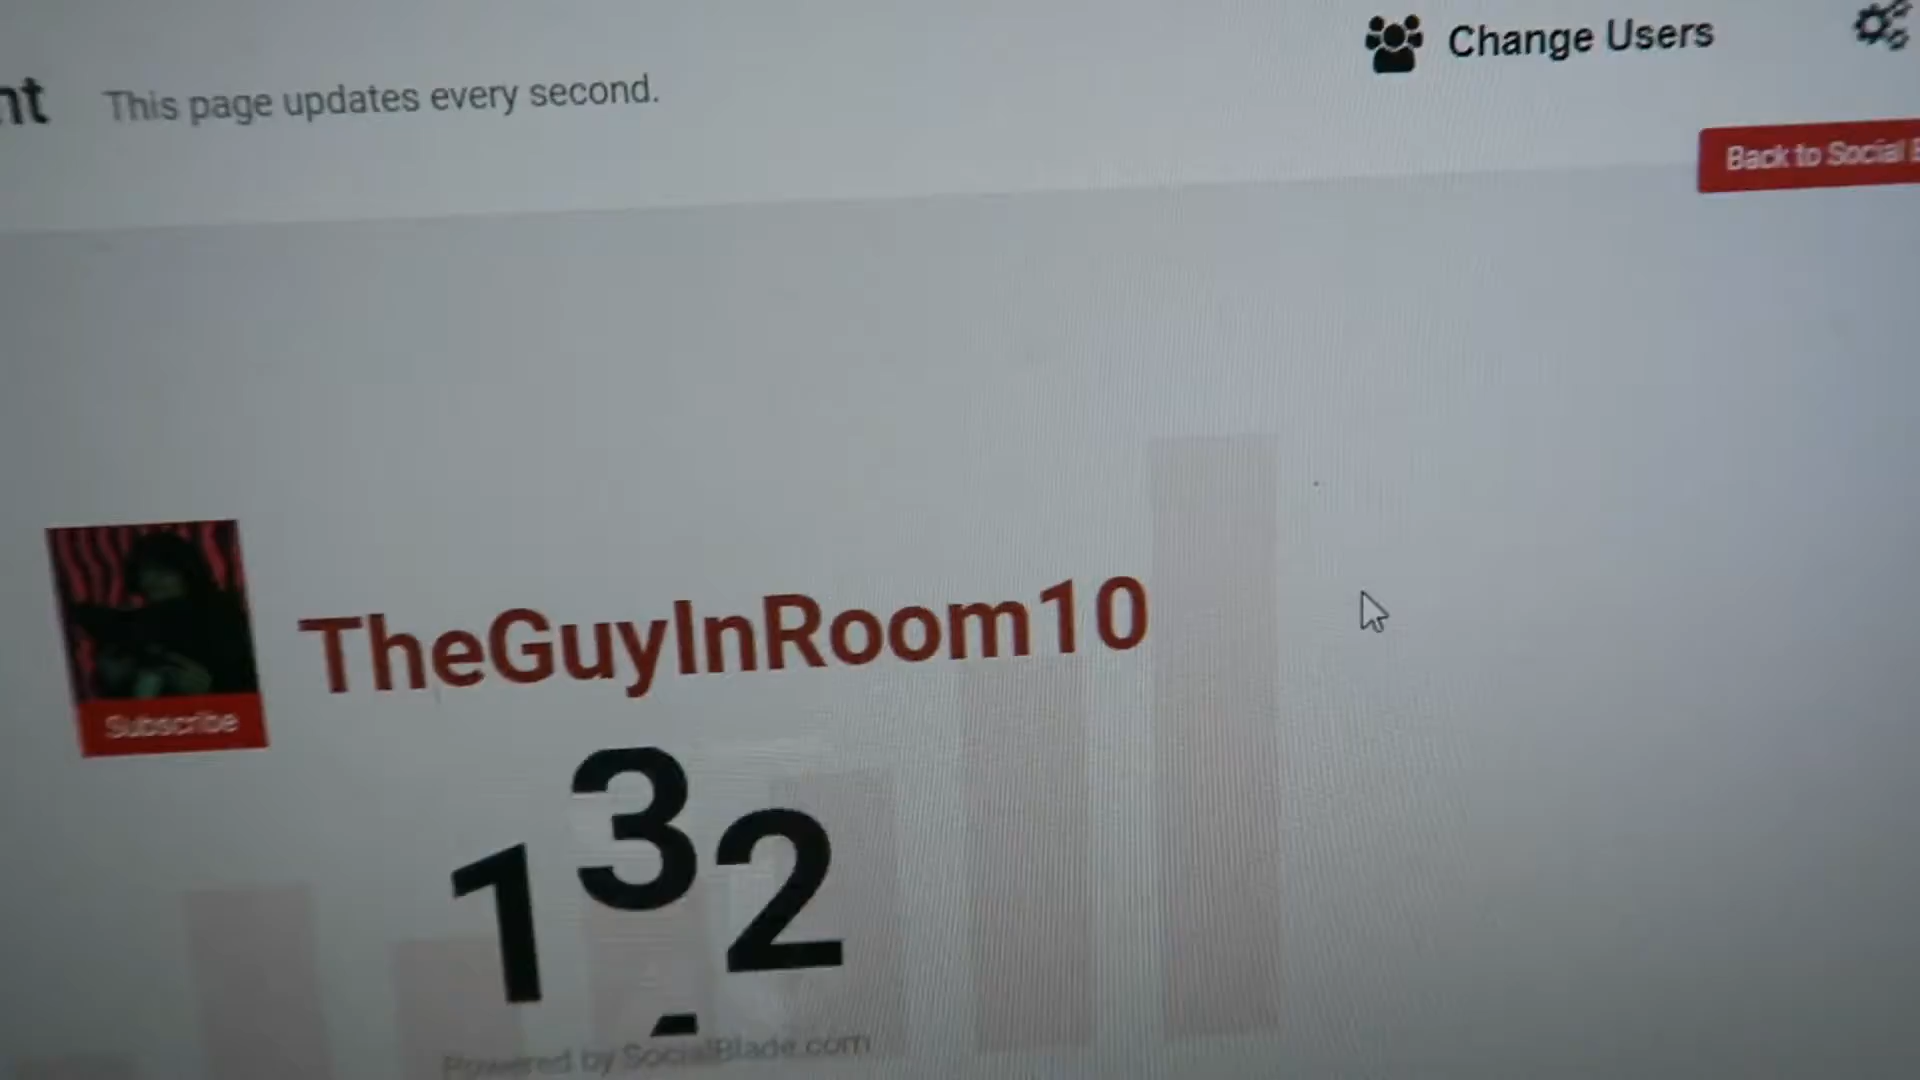 nt This page updates every second.
Change Users
Back to Social
TheGuyInRoom10
Subscribe
132
Powered by SocialBlade.com